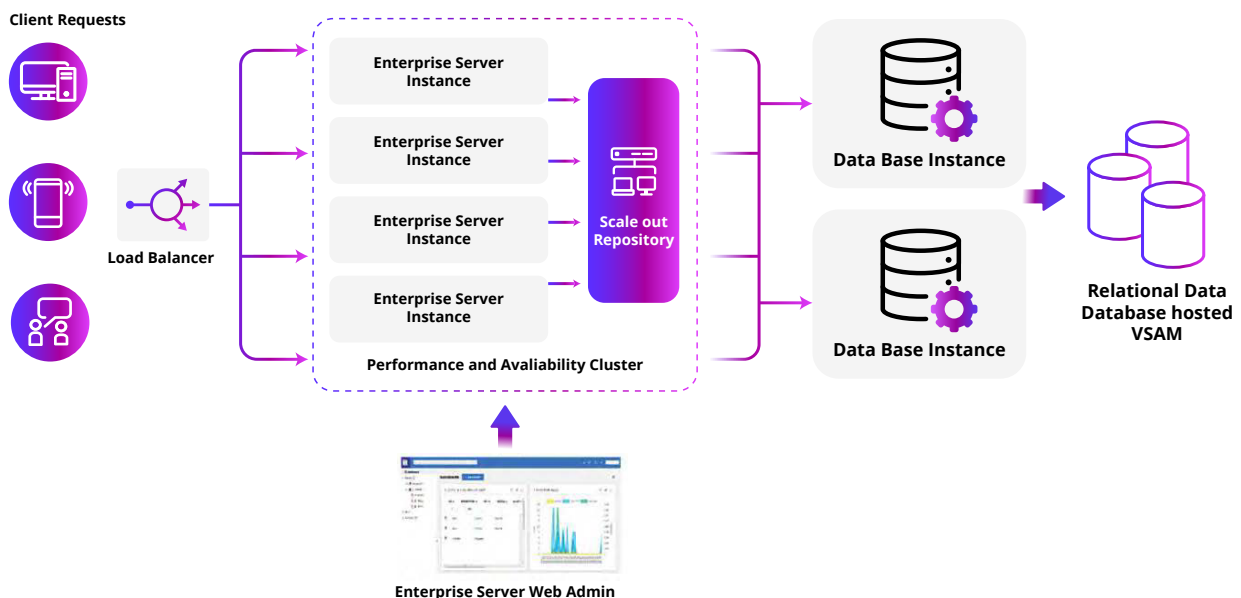 Client Requests
Load Balancer
Enterprise Server
Instance
Enterprise Server
Instance
Enterprise Server
Instance
Enterprise Server
Instance
Scale out
Repository
Performance and Avaliability Cluster
Data Base Instance
Data Base Instance
Relational Data
Database hosted
VSAM
Enterprise Server Web Admin